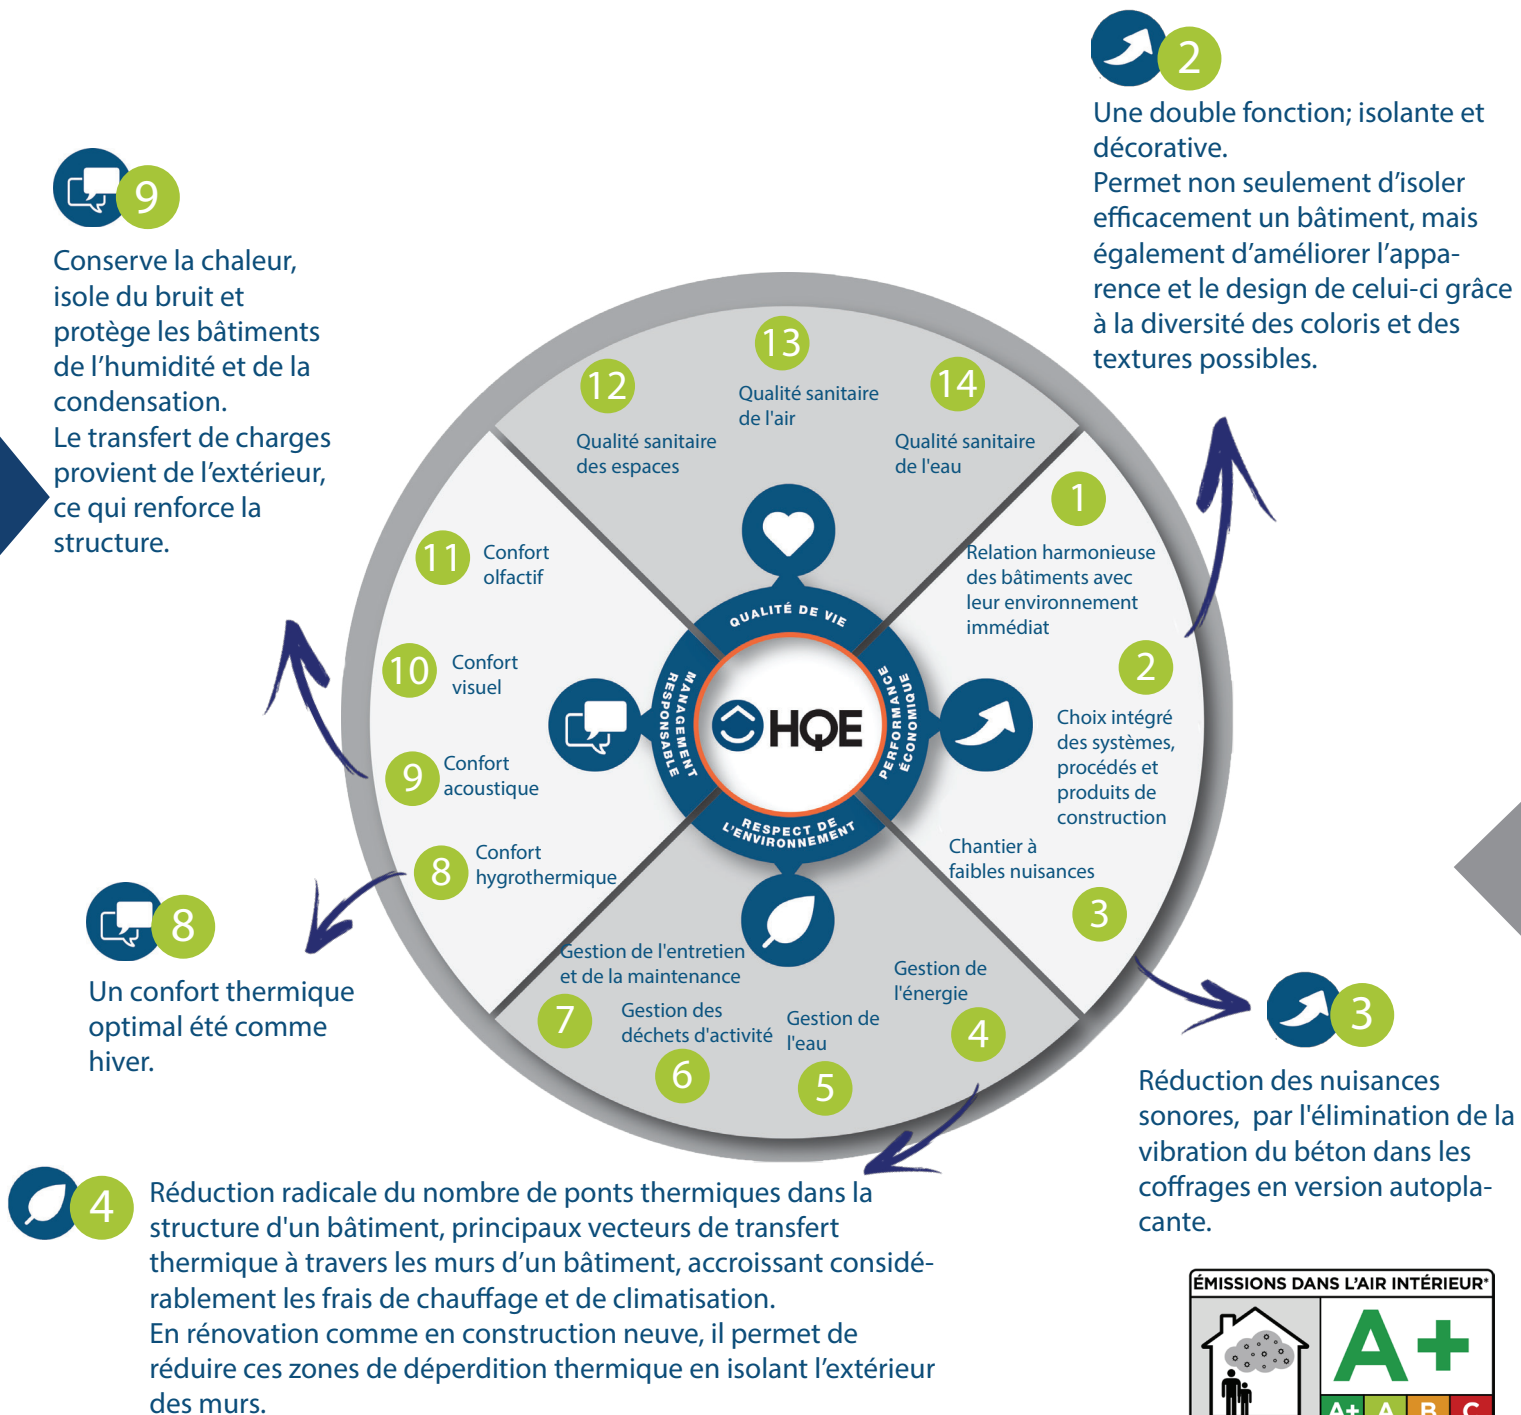 2
Une double fonction; isolante et
décorative.
Permet non seulement d’isoler
efficacement un bâtiment, mais
également d’améliorer l’appa-
rence et le design de celui-ci grâce
à la diversité des coloris et des
textures possibles.
9
Conserve la chaleur,
isole du bruit et
protège les bâtiments
de l’humidité et de la
condensation.
Le transfert de charges
provient de l’extérieur,
ce qui renforce la
structure.
12
Qualité sanitaire
des espaces
13
Qualité sanitaire
de l'air
14
Qualité sanitaire
de l'eau
1
Relation harmonieuse
des bâtiments avec
leur environnement
immédiat
2
Choix intégré
des systèmes,
procédés et
produits de
construction
Chantier à
faibles nuisances
3
11
Confort
olfactif
10
Confort
visuel
9
Confort
acoustique
8
Confort
hygrothermique
QUALITÉ DE VIE
MANAGEMENT
RESPONSABLE
HQE
PERFORMANCE
ÉCONOMIQUE
RESPECT DE
L'ENVIRONNEMENT
Gestion de l'entretien
et de la maintenance
7
Gestion des
déchets d'activité
6
Gestion de
l'eau
5
Gestion de
l'énergie
4
8
Un confort thermique
optimal été comme
hiver.
3
Réduction des nuisances
sonores, par l'élimination de la
vibration du béton dans les
coffrages en version autopla-
cante.
4
Réduction radicale du nombre de ponts thermiques dans la
structure d'un bâtiment, principaux vecteurs de transfert
thermique à travers les murs d’un bâtiment, accroissant considé-
rablement les frais de chauffage et de climatisation.
En rénovation comme en construction neuve, il permet de
réduire ces zones de déperdition thermique en isolant l’extérieur
des murs.
ÉMISSIONS DANS L’AIR INTÉRIEUR*
A+
A+ A B C